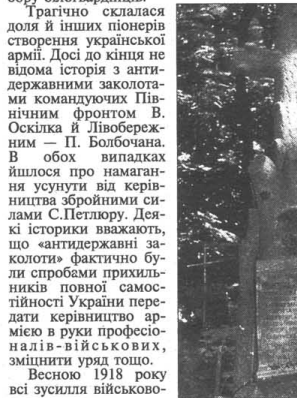 Трагічно склалася
доля й інших піонерів
створення української
армії. Досі до кінця не
відома історія з анти-
державними заколота-
ми командуючих Пів-
нічним фронтом В.
Оскілка й Лівобереж-
ним — П. Болбочана.
В обох випадках
йшлося про намаган-
ня усунути від керів-
ництва збройними си-
лами С.Петлюру. Дея-
кі історики вважають,
що «антидержавні за-
колоти» фактично бу-
ли спробами прихиль-
ників повної самос-
тійності України пере-
дати керівництво ар-
мією в руки професіо-
налів-військових,
зміцнити уряд тощо.
Весною 1918 року
всі зусилля військово-